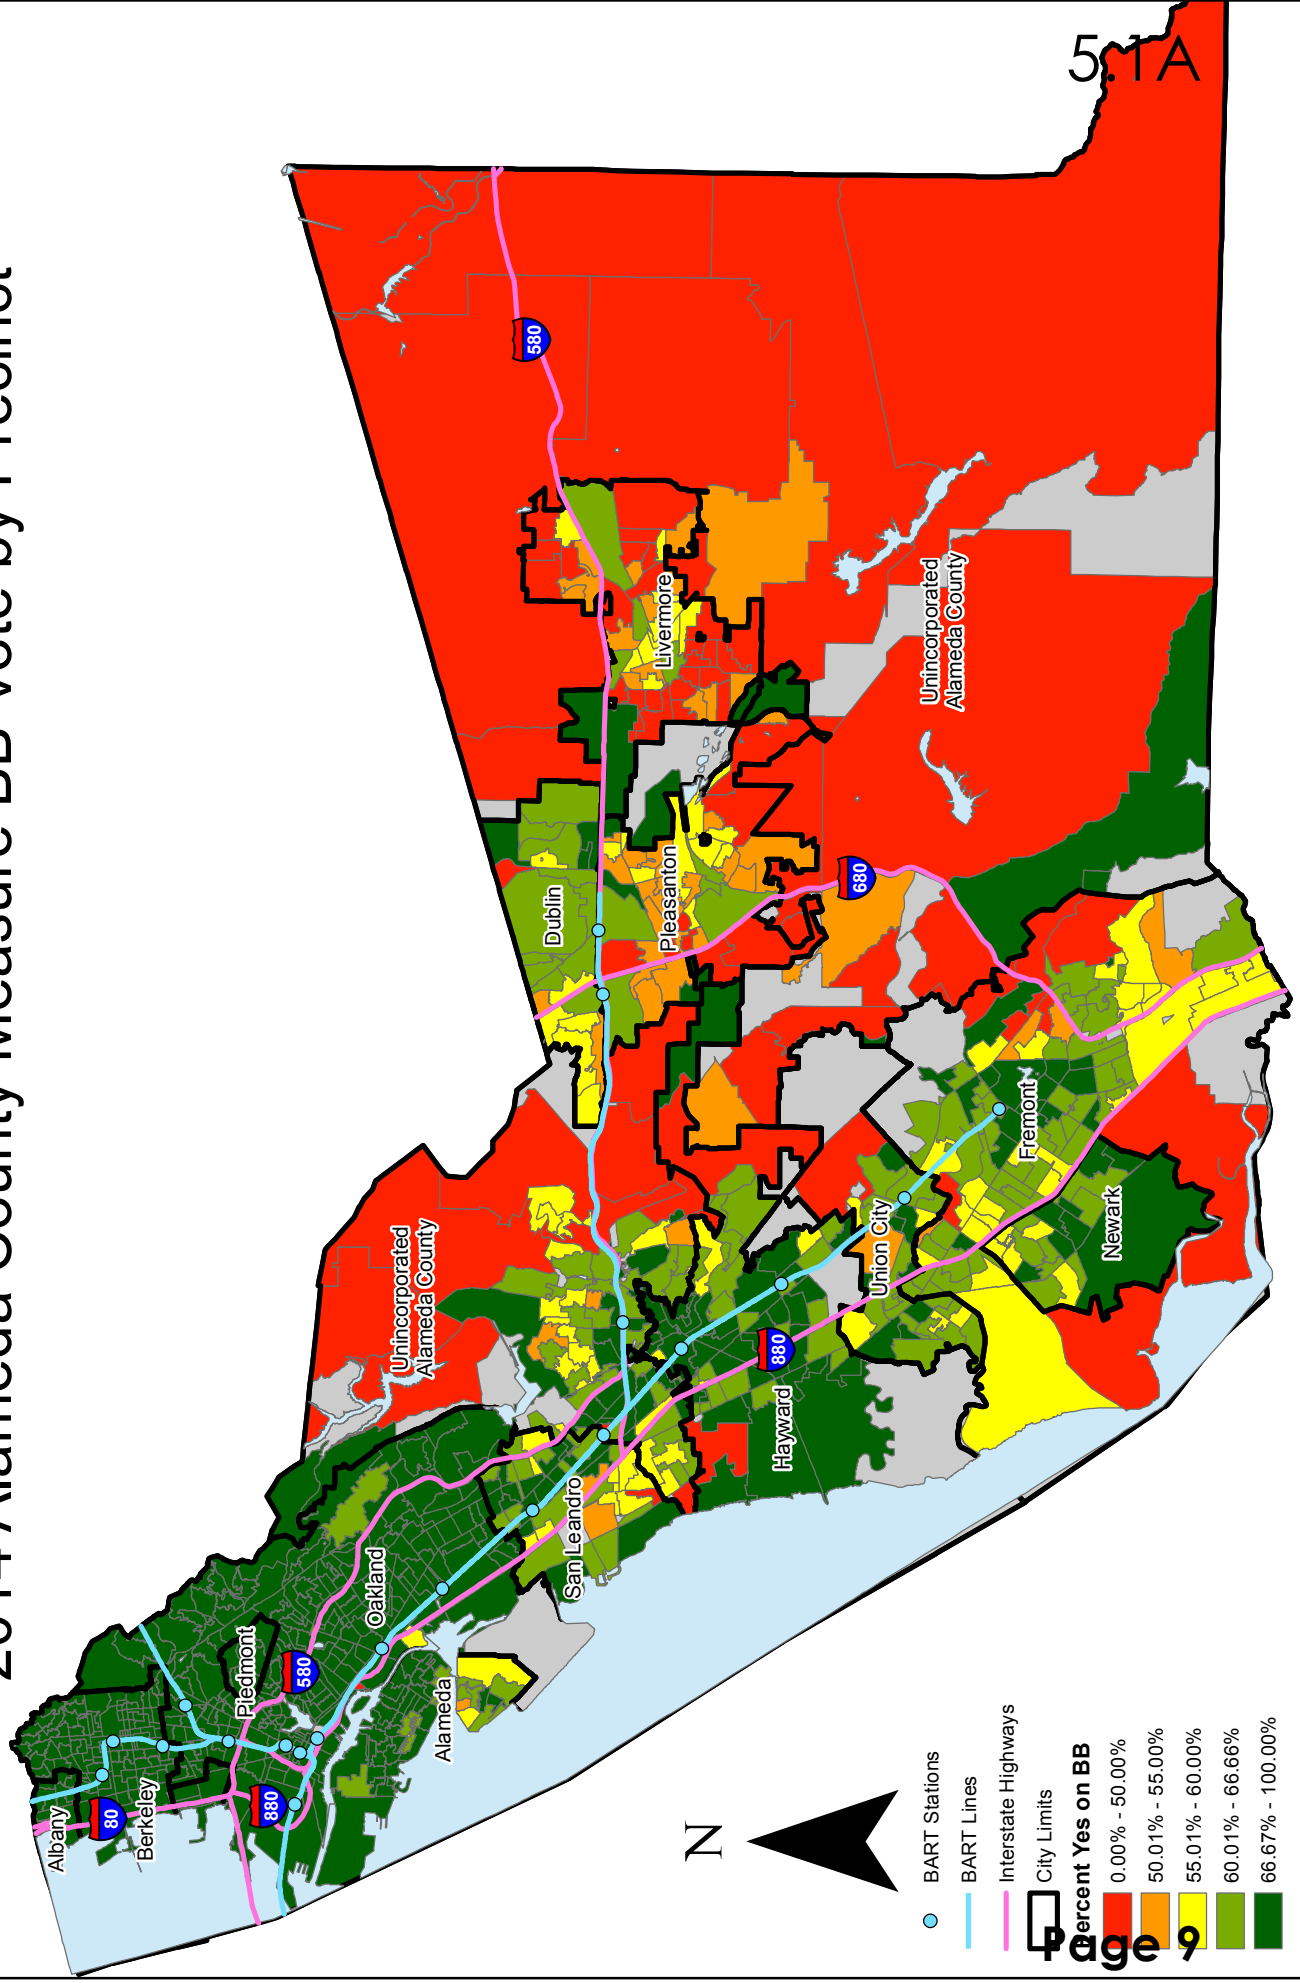 2014 Alameda County Measure BB Vote by Precinct
5.1A
Albany
80
Berkeley
880
Piedmont
580
Oakland
Alameda
San Leandro
Unincorporated
Alameda County
Hayward
880
Union City
Newark
Fremont
Dublin
Pleasanton
680
Livermore
580
Unincorporated
Alameda County
N
BART Stations
BART Lines
Interstate Highways
City Limits
Percent Yes on BB
0.00% - 50.00%
50.01% - 55.00%
55.01% - 60.00%
60.01% - 66.66%
66.67% - 100.00%
Page 9